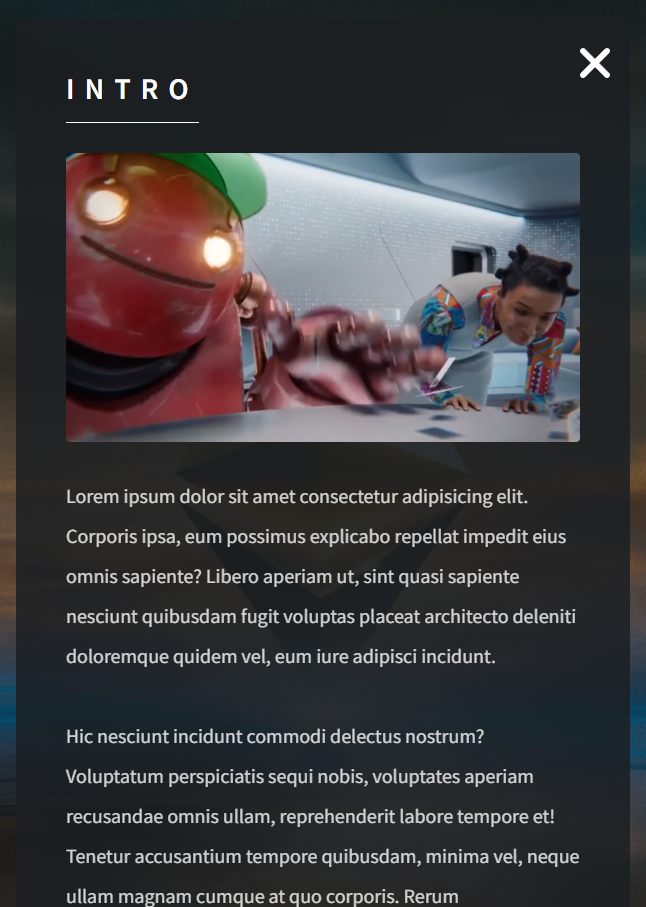 INTRO
Lorem ipsum dolor sit amet consectetur adipisicing elit.
Corporis ipsa, eum possimus explicabo repellat impedit eius
omnis sapiente? Libero aperiam ut, sint quasi sapiente
nesciunt quibusdam fugit voluptas placeat architecto deleniti
doloremque quidem vel, eum iure adipisci incidunt.
Hic nesciunt incidunt commodi delectus nostrum?
Voluptatum perspiciatis sequi nobis, voluptates aperiam
recusandae omnis ullam, reprehenderit labore tempore et!
Tenetur accusantium tempore quibusdam, minima vel, neque
ullam magnam cumque at quo corporis. Rerum